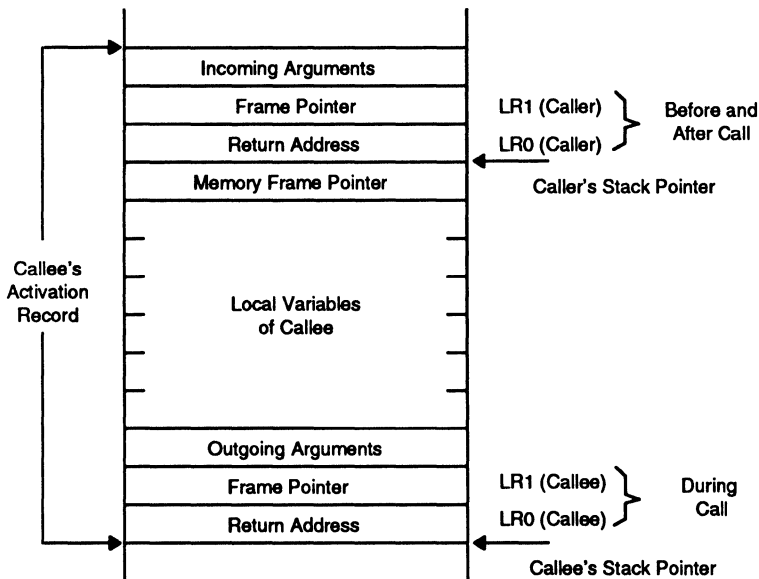 Incoming Arguments
Frame Pointer
LR1 (Caller)
Before and
After Call
Return Address
LR0 (Caller)
Memory Frame Pointer
Caller's Stack Pointer
Callee's
Activation
Record
Local Variables
of Callee
Outgoing Arguments
Frame Pointer
LR1 (Callee)
During
Call
Return Address
LR0 (Callee)
Callee's Stack Pointer